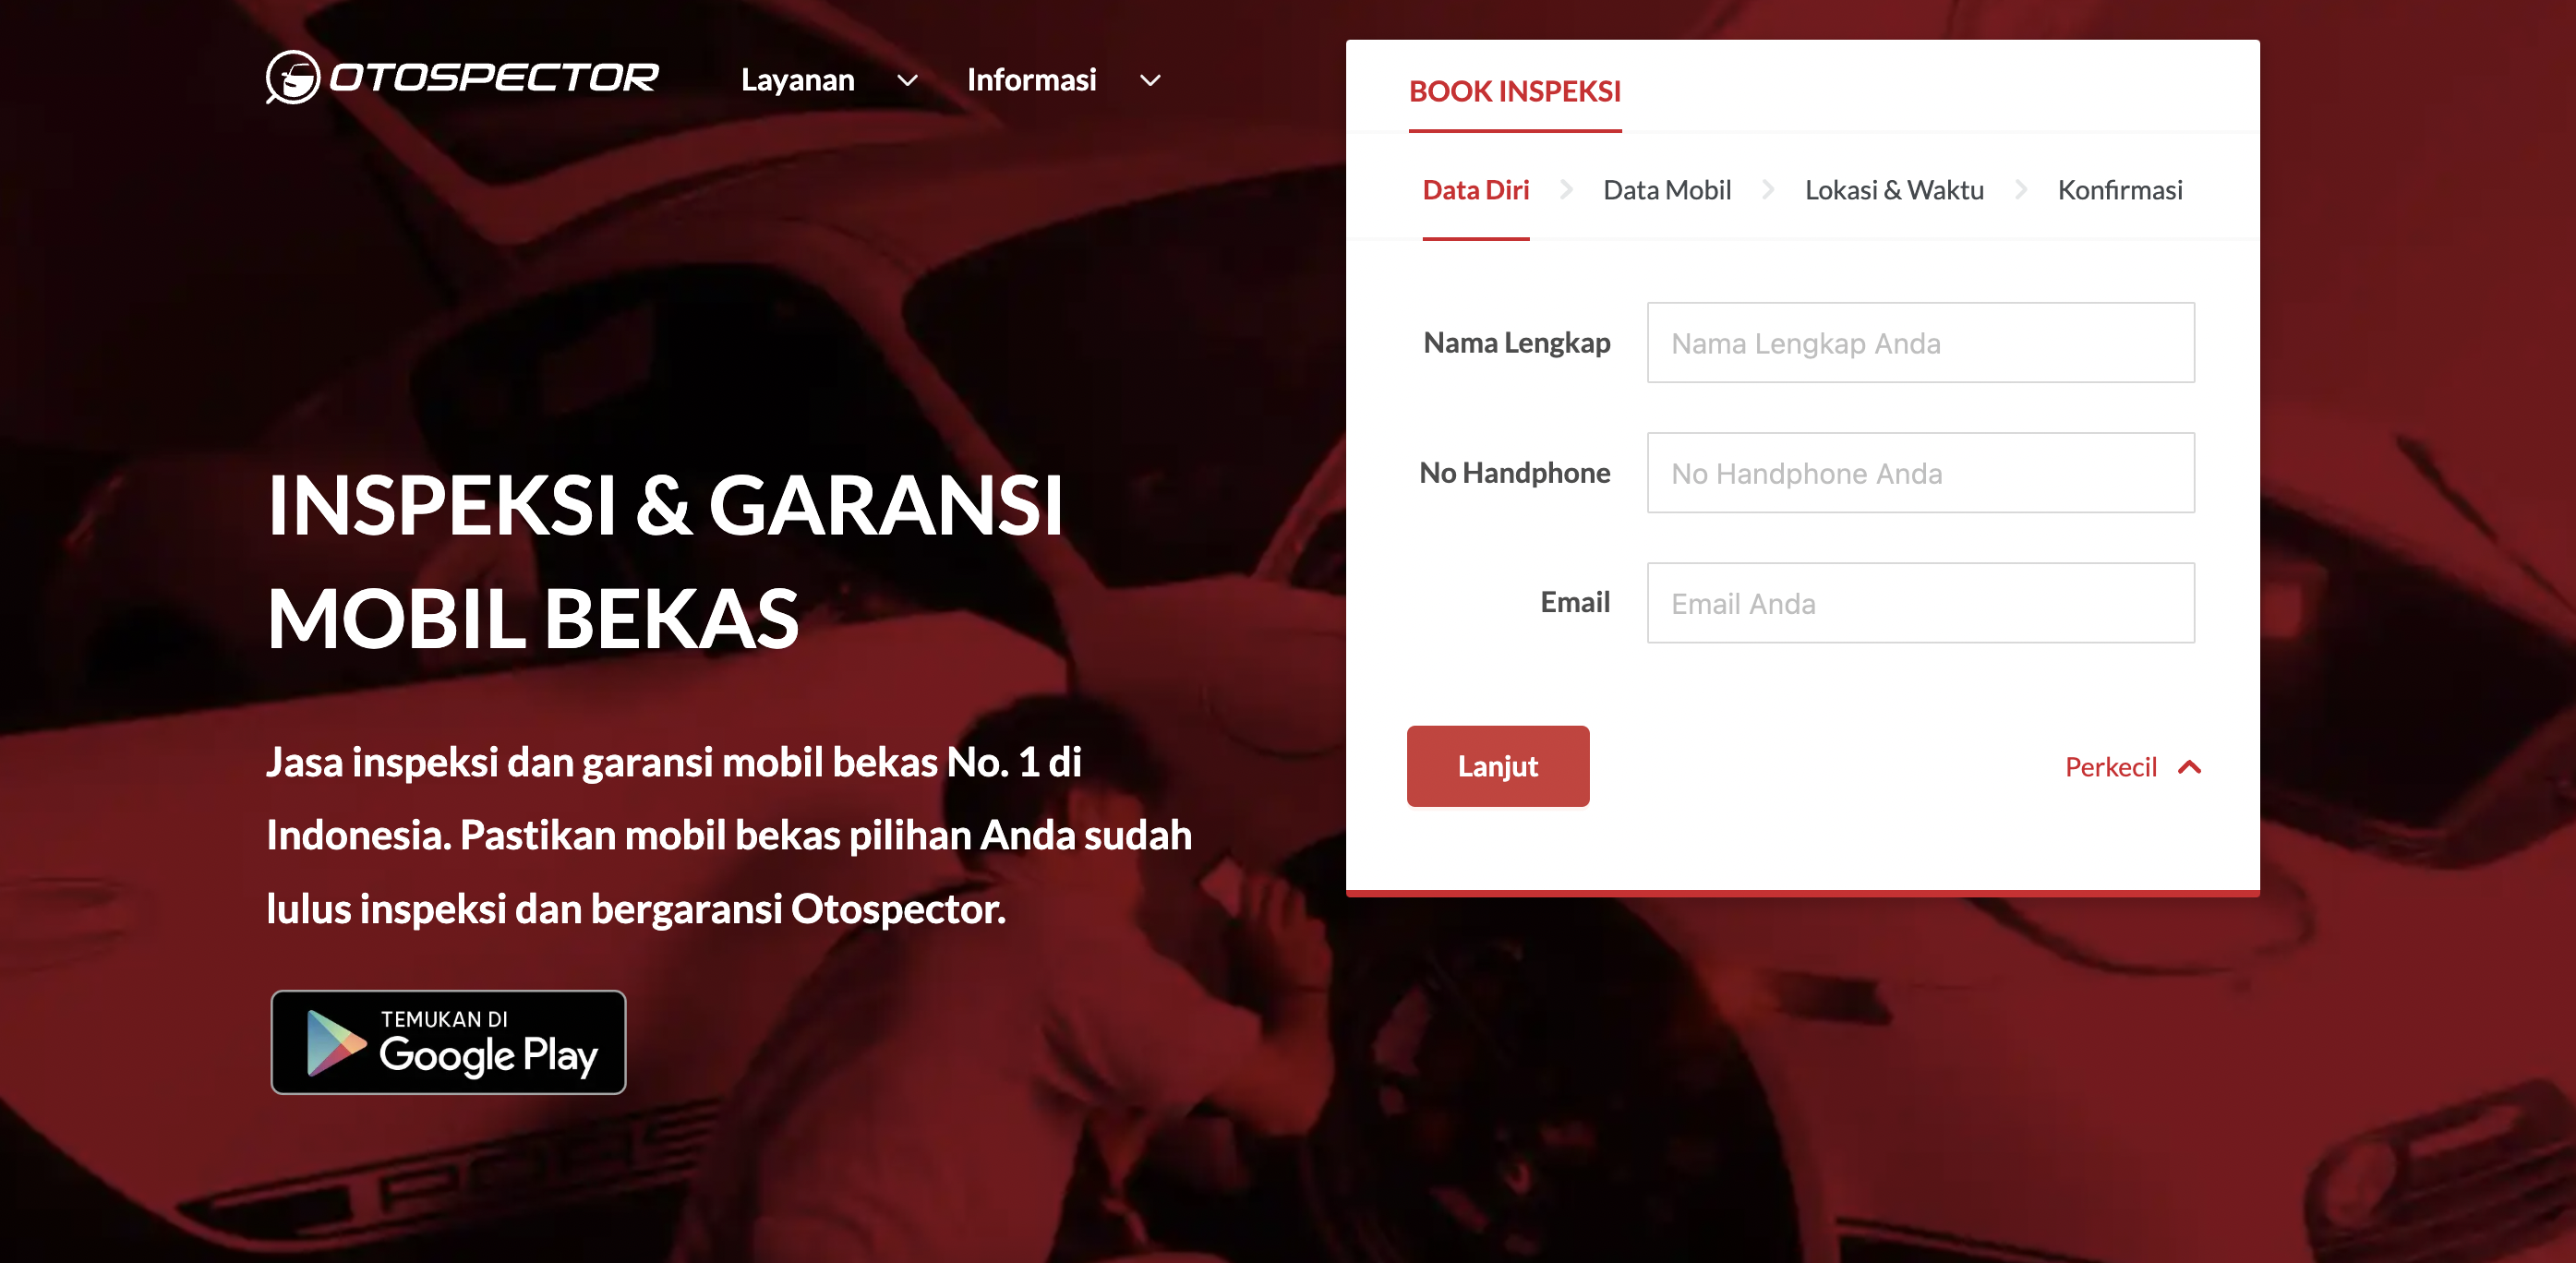 OTOSPECTOR
Layanan
Informasi
INSPEKSI & GARANSI
MOBIL BEKAS
Jasa inspeksi dan garansi mobil bekas No. 1 di
Indonesia. Pastikan mobil bekas pilihan Anda sudah
lulus inspeksi dan bergaransi Otospector.
TEMUKAN DI
Google Play
BOOK INSPEKSI
Data Diri
Data Mobil
Lokasi & Waktu
Konfirmasi
Nama Lengkap
Nama Lengkap Anda
No Handphone
No Handphone Anda
Email
Email Anda
Lanjut
Perkecil